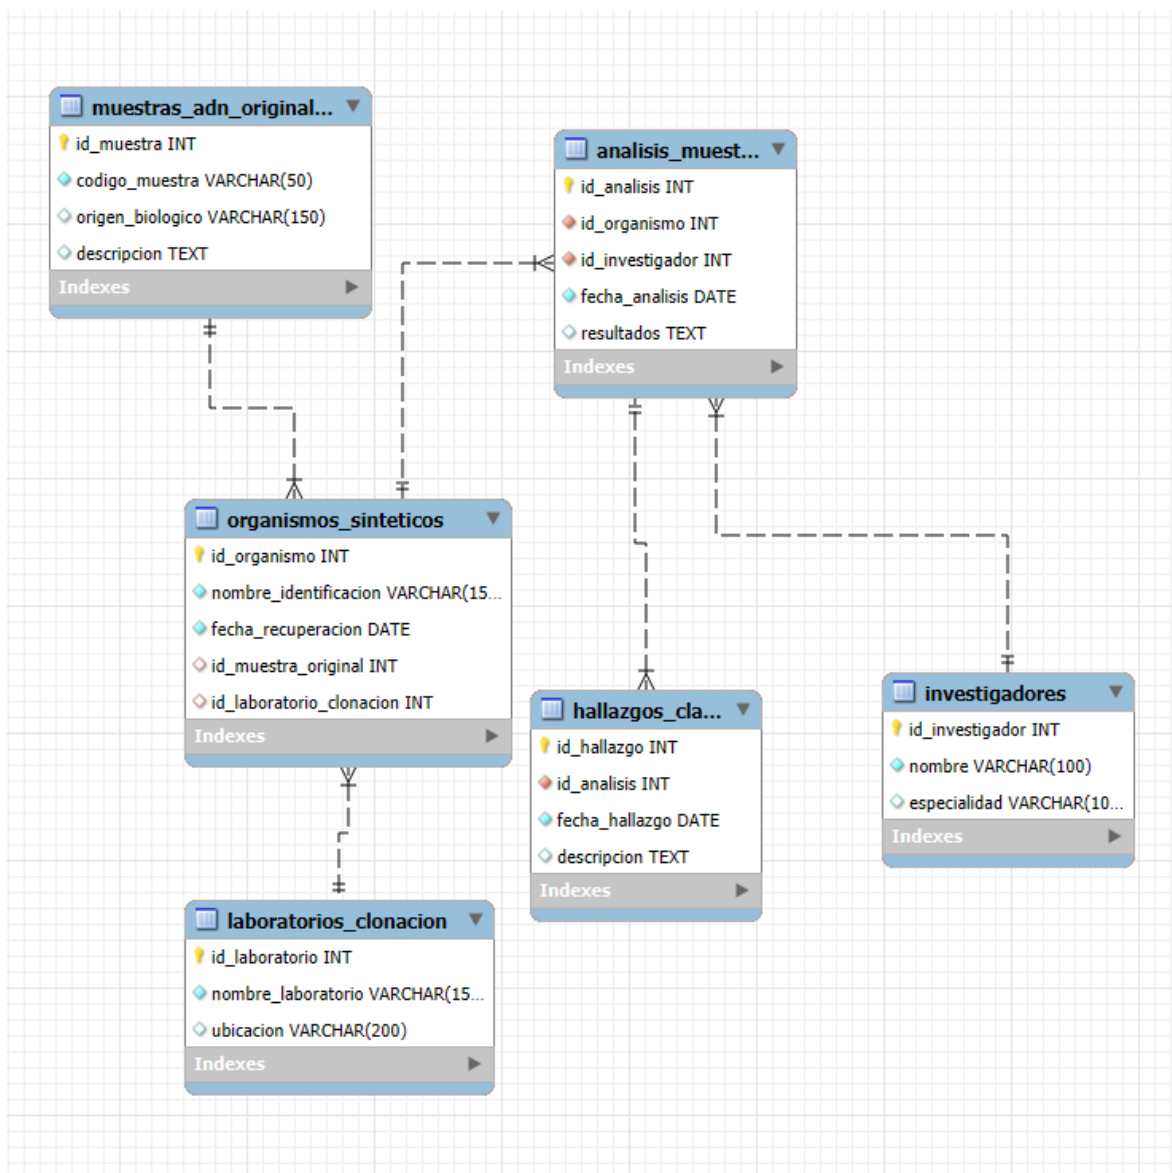 muestras_adn_original...
id_muestra INT
codigo_muestra VARCHAR(50)
origen_biologico VARCHAR(150)
descripcion TEXT
Indexes
analisis_muest...
id_analisis INT
id_organismo INT
id_investigador INT
fecha_analisis DATE
resultados TEXT
Indexes
organismos_sinteticos
id_organismo INT
nombre_identificacion VARCHAR(15...
fecha_recuperacion DATE
id_muestra_original INT
id_laboratorio_clonacion INT
Indexes
hallazgos_cla...
id_hallazgo INT
id_analisis INT
fecha_hallazgo DATE
descripcion TEXT
Indexes
investigadores
id_investigador INT
nombre VARCHAR(100)
especialidad VARCHAR(10...
Indexes
laboratorios_clonacion
id_laboratorio INT
nombre_laboratorio VARCHAR(15...
ubicacion VARCHAR(200)
Indexes